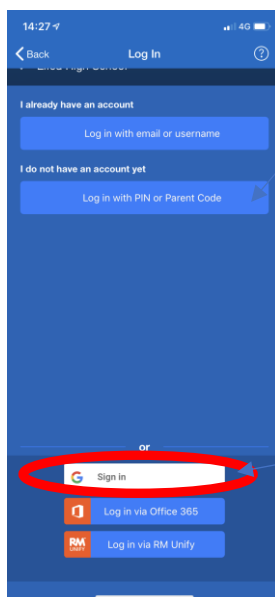 14:27
4G
Back
Log In
?
High School
I already have an account
Log in with email or username
I do not have an account yet
Log in with PIN or Parent Code
or
G Sign in
Log in via Office 365
RM
UNIFY
Log in via RM Unify